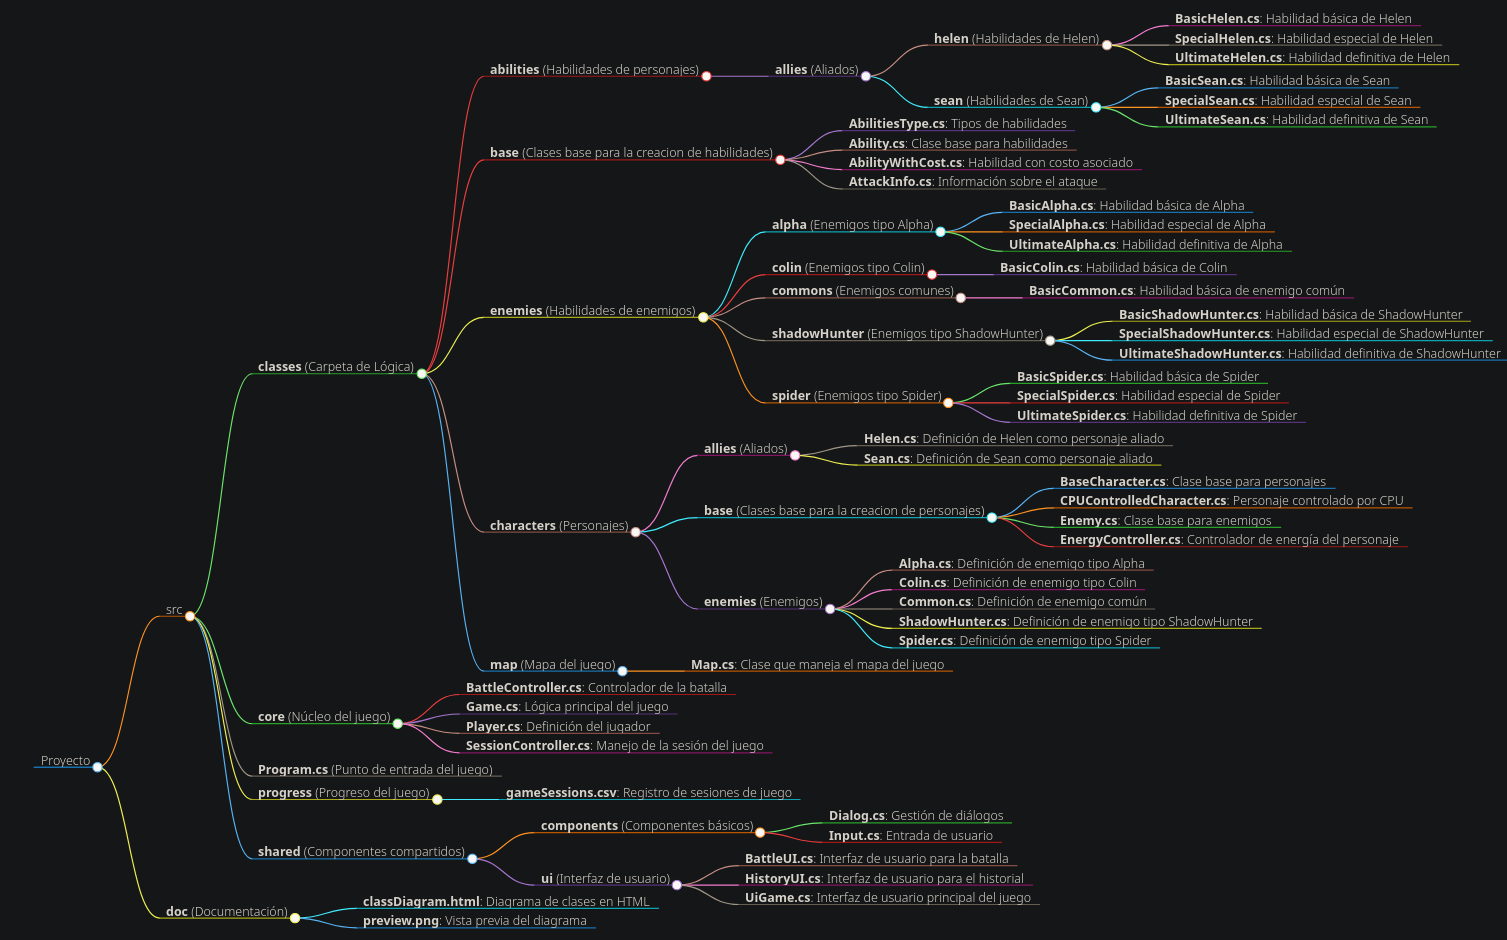 Proyecto
src
classes (Carpeta de Lógica)
abilities (Habilidades de personajes)
allies (Aliados)
helen (Habilidades de Helen)
BasicHelen.cs: Habilidad básica de Helen
SpecialHelen.cs: Habilidad especial de Helen
UltimateHelen.cs: Habilidad definitiva de Helen
sean (Habilidades de Sean)
BasicSean.cs: Habilidad básica de Sean
SpecialSean.cs: Habilidad especial de Sean
UltimateSean.cs: Habilidad definitiva de Sean
base (Clases base para la creacion de habilidades)
AbilitiesType.cs: Tipos de habilidades
Ability.cs: Clase base para habilidades
AbilityWithCost.cs: Habilidad con costo asociado
AttackInfo.cs: Información sobre el ataque
enemies (Habilidades de enemigos)
alpha (Enemigos tipo Alpha)
BasicAlpha.cs: Habilidad básica de Alpha
SpecialAlpha.cs: Habilidad especial de Alpha
UltimateAlpha.cs: Habilidad definitiva de Alpha
colin (Enemigos tipo Colin)
BasicColin.cs: Habilidad básica de Colin
commons (Enemigos comunes)
BasicCommon.cs: Habilidad básica de enemigo común
shadowHunter (Enemigos tipo ShadowHunter)
BasicShadowHunter.cs: Habilidad básica de ShadowHunter
SpecialShadowHunter.cs: Habilidad especial de ShadowHunter
UltimateShadowHunter.cs: Habilidad definitiva de ShadowHunter
spider (Enemigos tipo Spider)
BasicSpider.cs: Habilidad básica de Spider
SpecialSpider.cs: Habilidad especial de Spider
UltimateSpider.cs: Habilidad definitiva de Spider
characters (Personajes)
allies (Aliados)
Helen.cs: Definición de Helen como personaje aliado
Sean.cs: Definición de Sean como personaje aliado
base (Clases base para la creacion de personajes)
BaseCharacter.cs: Clase base para personajes
CPUControlledCharacter.cs: Personaje controlado por CPU
Enemy.cs: Clase base para enemigos
EnergyController.cs: Controlador de energía del personaje
enemies (Enemigos)
Alpha.cs: Definición de enemigo tipo Alpha
Colin.cs: Definición de enemigo tipo Colin
Common.cs: Definición de enemigo común
ShadowHunter.cs: Definición de enemigo tipo ShadowHunter
Spider.cs: Definición de enemigo tipo Spider
map (Mapa del juego)
Map.cs: Clase que maneja el mapa del juego
core (Núcleo del juego)
BattleController.cs: Controlador de la batalla
Game.cs: Lógica principal del juego
Player.cs: Definición del jugador
SessionController.cs: Manejo de la sesión del juego
Program.cs (Punto de entrada del juego)
progress (Progreso del juego)
gameSessions.csv: Registro de sesiones de juego
shared (Componentes compartidos)
components (Componentes básicos)
Dialog.cs: Gestión de diálogos
Input.cs: Entrada de usuario
ui (Interfaz de usuario)
BattleUI.cs: Interfaz de usuario para la batalla
HistoryUI.cs: Interfaz de usuario para el historial
UiGame.cs: Interfaz de usuario principal del juego
doc (Documentación)
classDiagram.html: Diagrama de clases en HTML
preview.png: Vista previa del diagrama